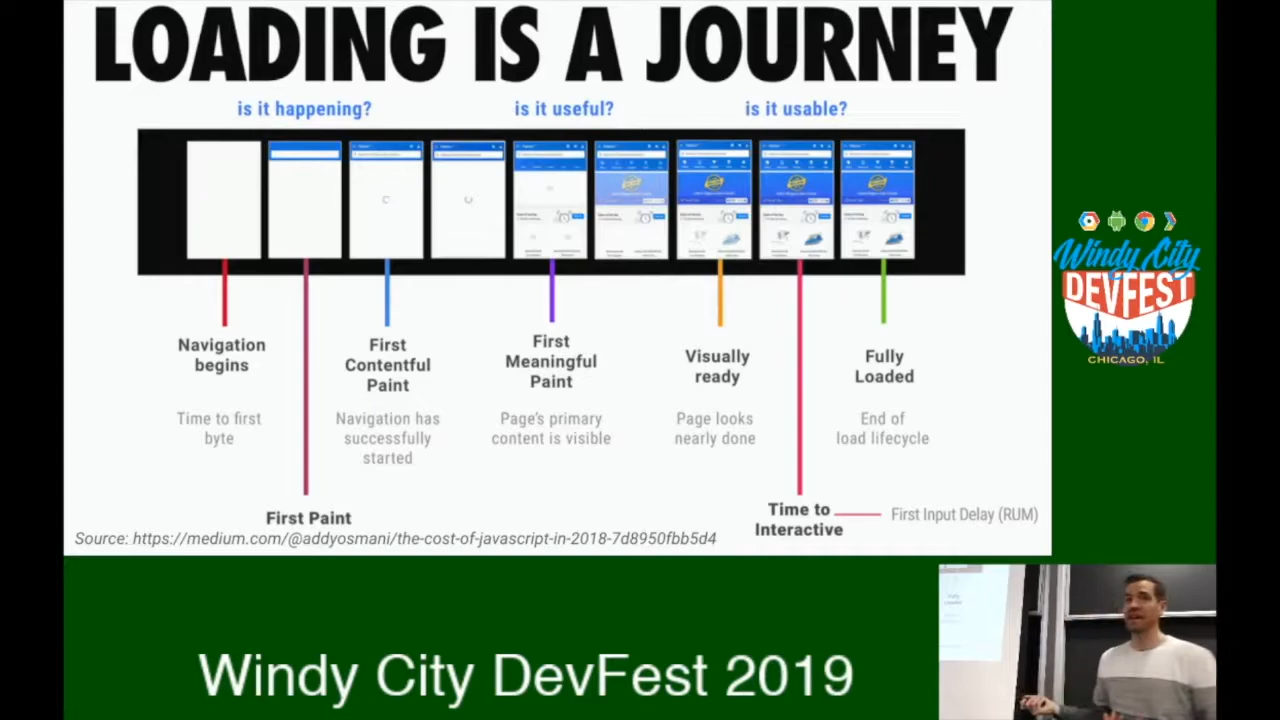 LOADING IS A JOURNEY
is it happening?
is it useful?
is it usable?
Navigation
begins
Time to first
byte
First Paint
First
Contentful
Paint
Navigation has
successfully
started
First
Meaningful
Paint
Page's primary
content is visible
Visually
ready
Page looks
nearly done
Time to
Interactive
First Input Delay (RUM)
Fully
Loaded
End of
load lifecycle
Source: https://medium.com/@addyosmani/the-cost-of-javascript-in-2018-7d8950fbb5d4
Windy City
DEVFEST
CHICAGO, IL
Windy City DevFest 2019